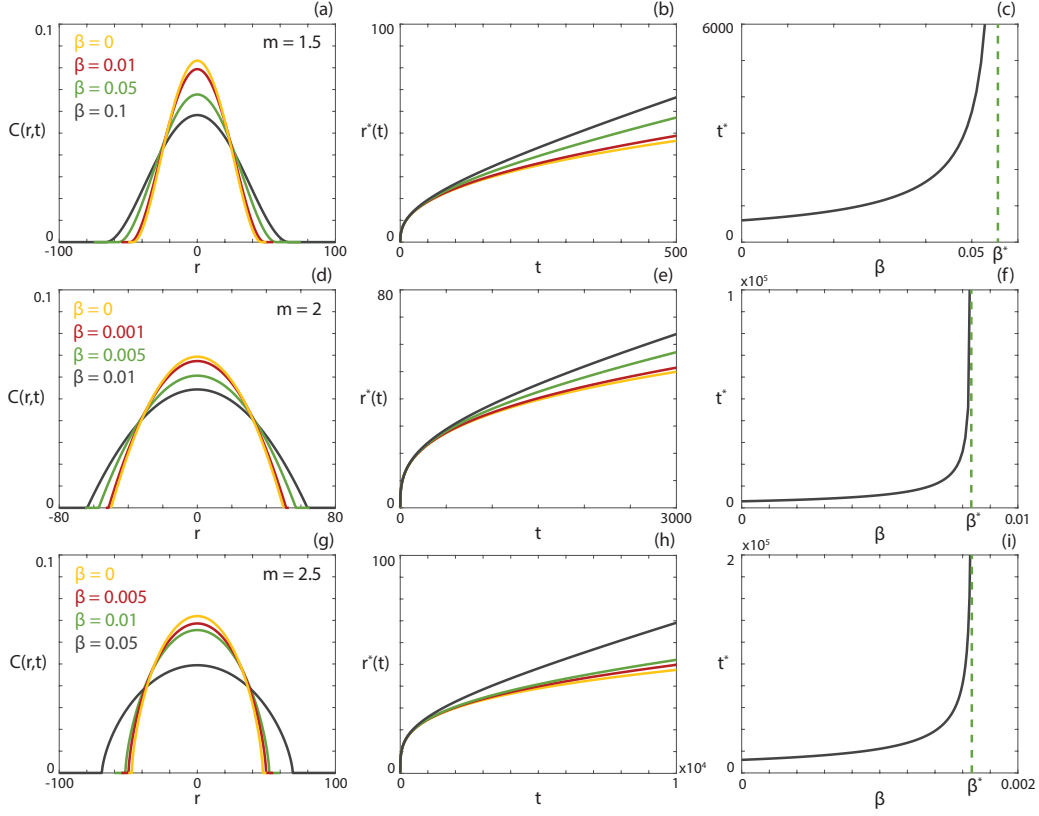 (a)
0.1
β = 0
β = 0.01
β = 0.05
β = 0.1
m = 1.5
C(r,t)
0
-100
0
100
r
(b)
100
r*(t)
0
0
500
t
(c)
6000
t*
0
0
0.05
β*
β
(d)
0.1
β = 0
β = 0.001
β = 0.005
β = 0.01
m = 2
C(r,t)
0
-80
0
80
r
(e)
80
r*(t)
0
0
3000
t
(f)
x10⁵
1
t*
0
0
β*
0.01
β
(g)
0.1
β = 0
β = 0.005
β = 0.01
β = 0.05
m = 2.5
C(r,t)
0
-100
0
100
r
(h)
100
r*(t)
0
0
x10⁴
1
t
(i)
x10⁵
2
t*
0
0
β*
0.002
β